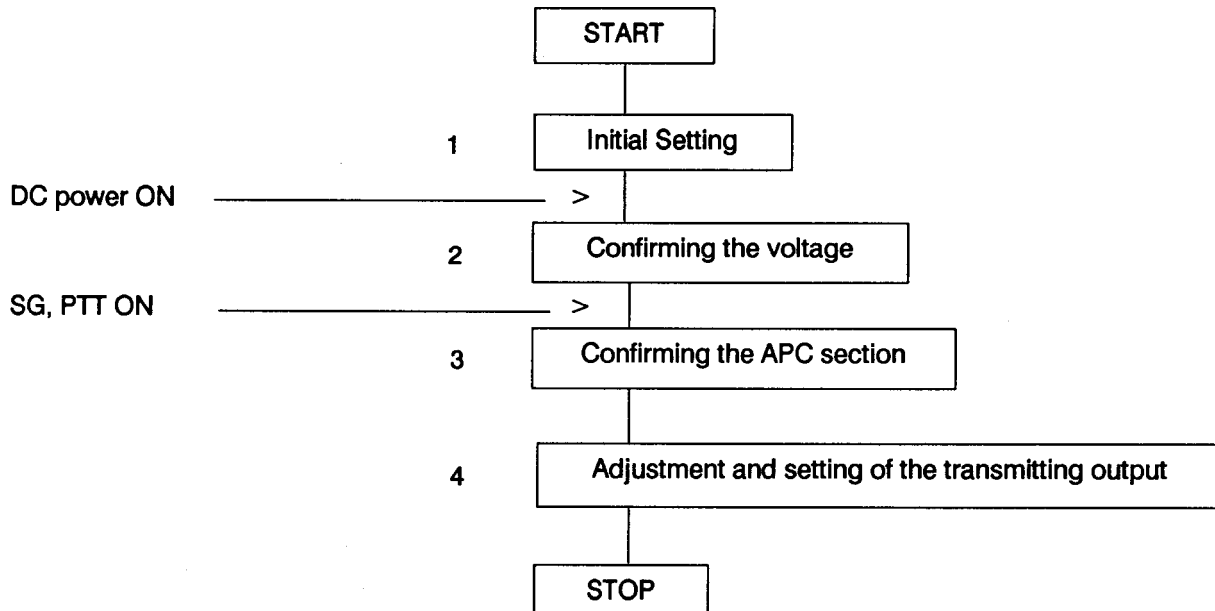 START
1 Initial Setting
DC power ON >
2 Confirming the voltage
SG, PTT ON >
3 Confirming the APC section
4 Adjustment and setting of the transmitting output
STOP